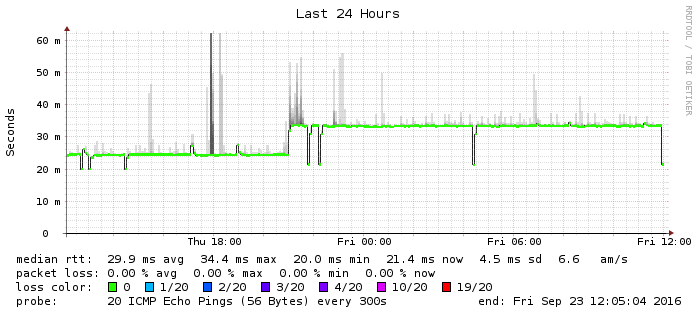 Last 24 Hours
RRDTOOL / TOBI OETIKER
Seconds
60 m
50 m
40 m
30 m
20 m
10 m
0
Thu 18:00 Fri 00:00 Fri 06:00 Fri 12:00
median rtt: 29.9 ms avg 34.4 ms max 20.0 ms min 21.4 ms now 4.5 ms sd 6.6 am/s
packet loss: 0.00 % avg 0.00 % max 0.00 % min 0.00 % now
loss color: 0 1/20 2/20 3/20 4/20 10/20 19/20
probe: 20 ICMP Echo Pings (56 Bytes) every 300s end: Fri Sep 23 12:05:04 2016